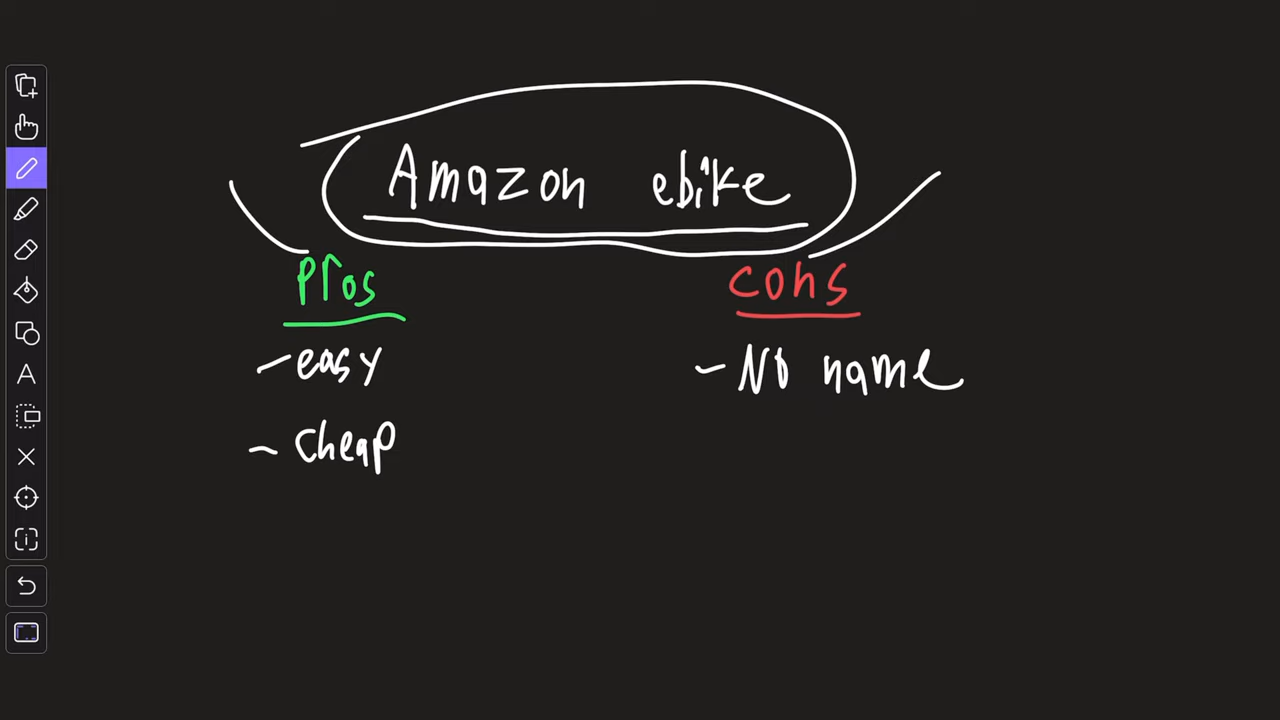 Amazon ebike
Pros
cons
- easy
- No name
- cheap